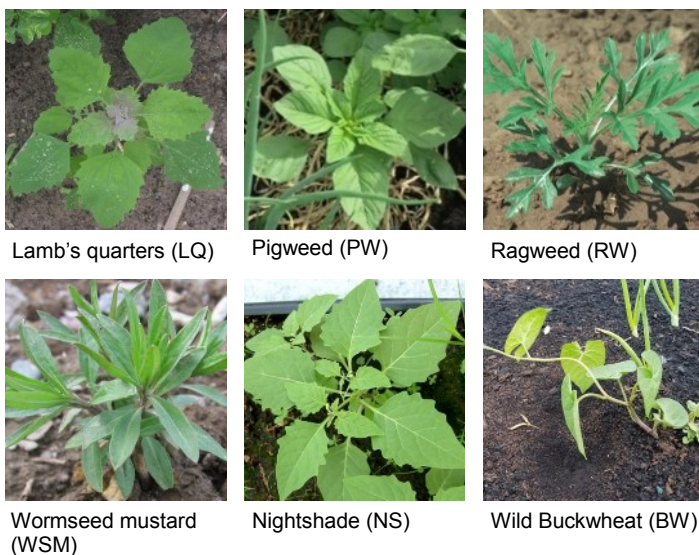 Lamb's quarters (LQ)
Pigweed (PW)
Ragweed (RW)
Wormseed mustard
(WSM)
Nightshade (NS)
Wild Buckwheat (BW)